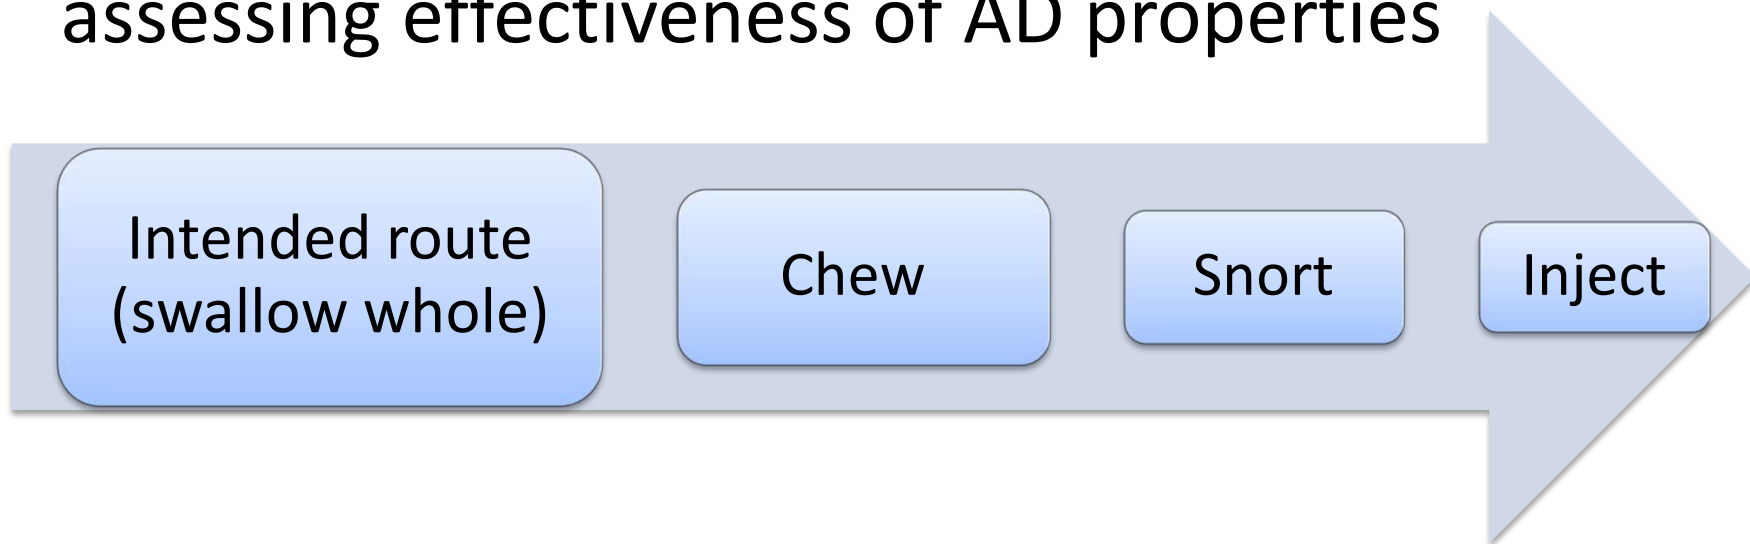 assessing effectiveness of AD properties
Intended route
(swallow whole)
Chew
Snort
Inject